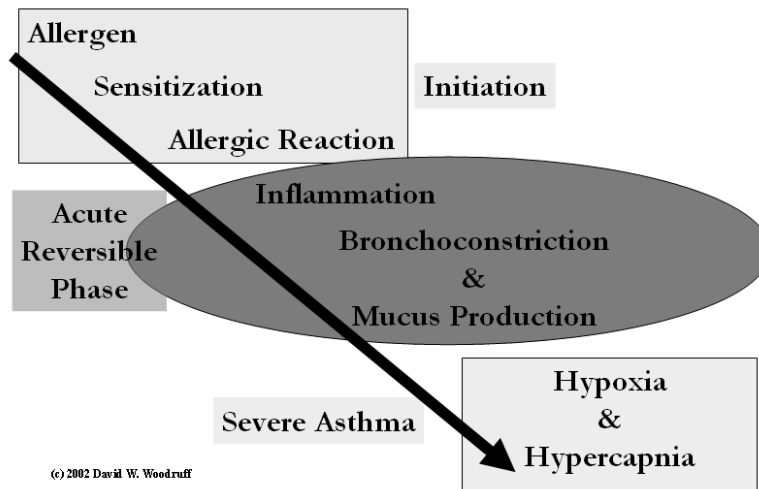 Allergen
Sensitization
Initiation
Allergic Reaction
Inflammation
Acute
Reversible
Phase
Bronchoconstriction
&
Mucus Production
Hypoxia
&
Hypercapnia
Severe Asthma
(c) 2002 David W. Woodruff